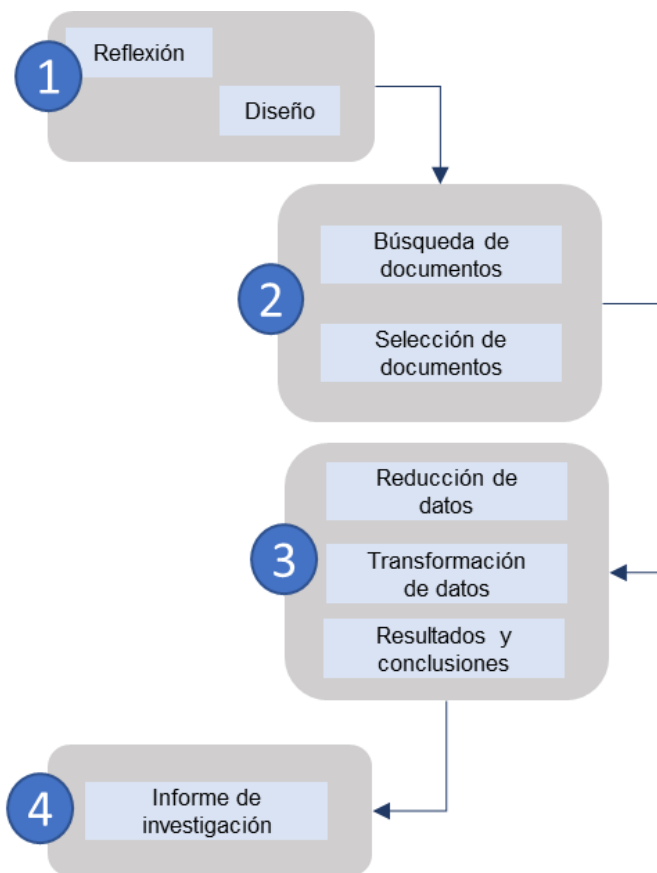 1
Reflexión
Diseño
2
Búsqueda de
documentos
Selección de
documentos
3
Reducción de
datos
Transformación
de datos
Resultados y
conclusiones
4
Informe de
investigación